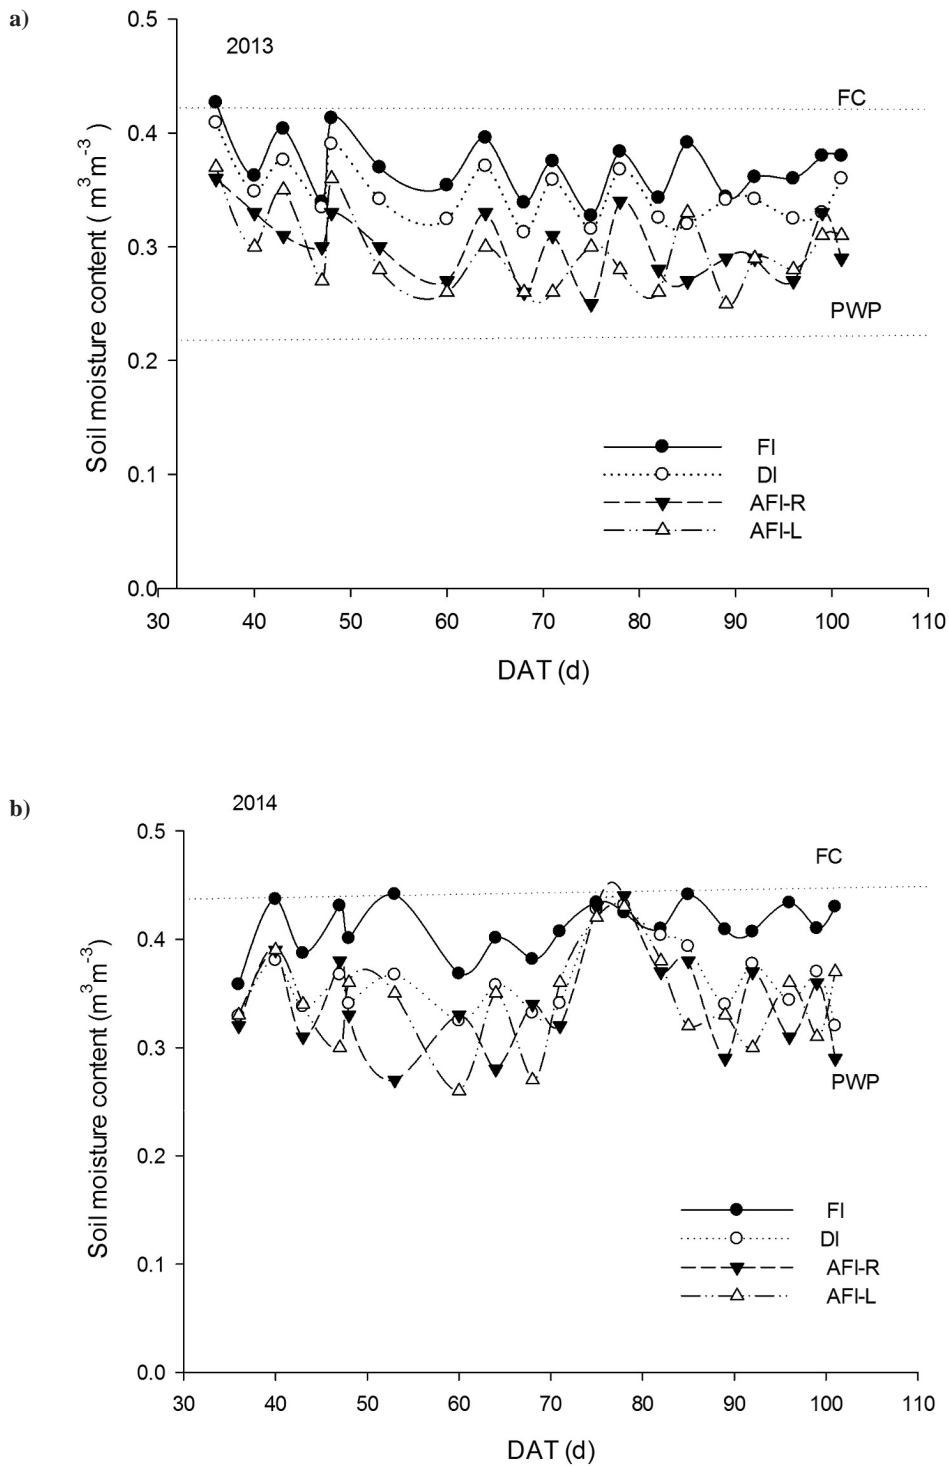 a)
2013
0.5
0.4
0.3
0.2
0.1
0.0
Soil moisture content ( m³m⁻³ )
FC
PWP
FI
DI
AFI-R
AFI-L
30 40 50 60 70 80 90 100 110
DAT (d)
b)
2014
0.5
0.4
0.3
0.2
0.1
0.0
Soil moisture content (m³m⁻³)
FC
PWP
FI
DI
AFI-R
AFI-L
30 40 50 60 70 80 90 100 110
DAT (d)